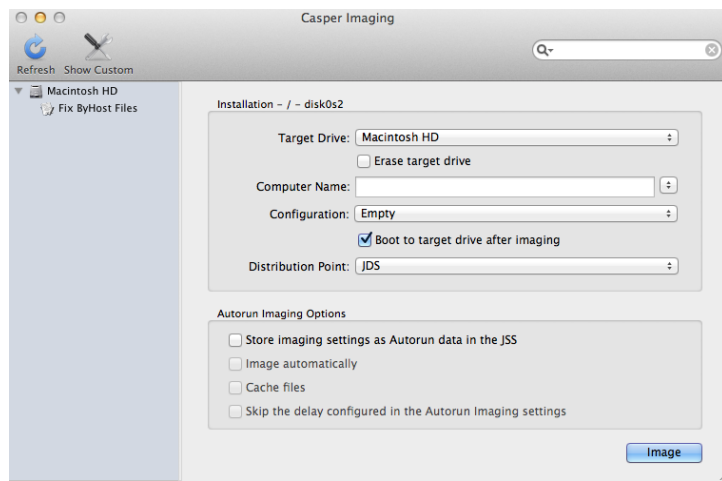 Casper Imaging
Refresh Show Custom
Macintosh HD
Fix ByHost Files
Installation - / - disk0s2
Target Drive: Macintosh HD
Erase target drive
Computer Name:
Configuration: Empty
Boot to target drive after imaging
Distribution Point: JDS
Autorun Imaging Options
Store imaging settings as Autorun data in the JSS
Image automatically
Cache files
Skip the delay configured in the Autorun Imaging settings
Image